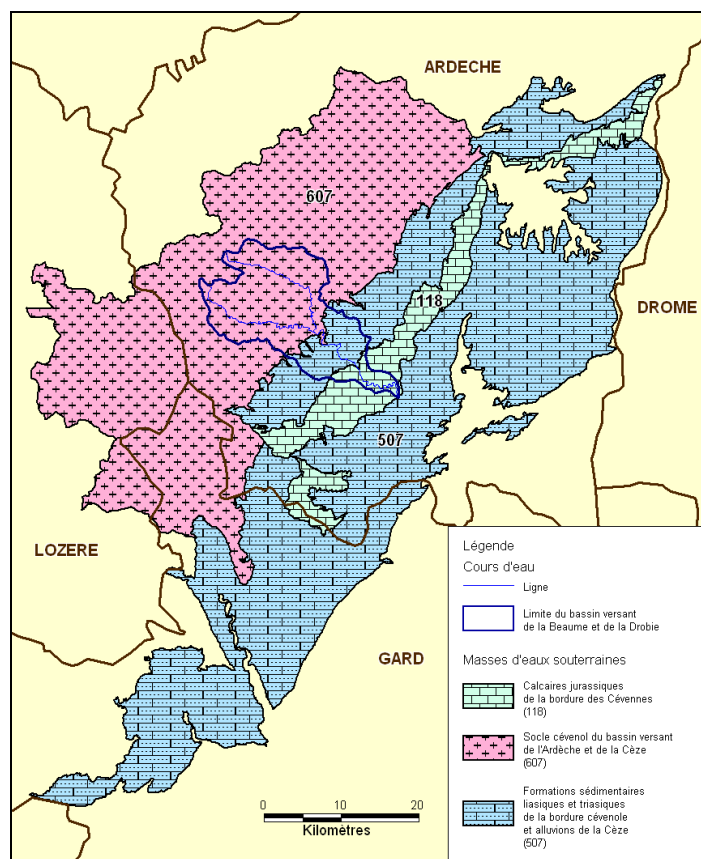 ARDECHE
607
118
DROME
507
LOZERE
GARD
Légende
Cours d'eau
Ligne
Limite du bassin versant
de la Beaume et de la Drobie
Masses d'eaux souterraines
Calcaires jurassiques
de la bordure des Cévennes
(118)
Socle cévenol du bassin versant
de l'Ardèche et de la Cèze
(607)
Formations sédimentaires
liasiques et triasiques
de la bordure cévenole
et alluvions de la Cèze
(507)
0 10 20
Kilomètres